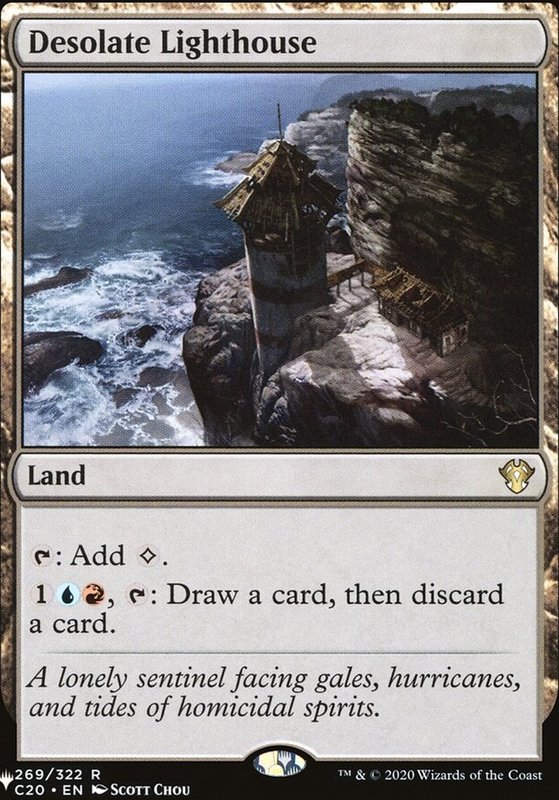 Desolate Lighthouse
Land
: Add .
1, : Draw a card, then discard
a card.
A lonely sentinel facing gales, hurricanes,
and tides of homicidal spirits.
269/322 R
C20 • EN Scott Chou
™ & © 2020 Wizards of the Coast